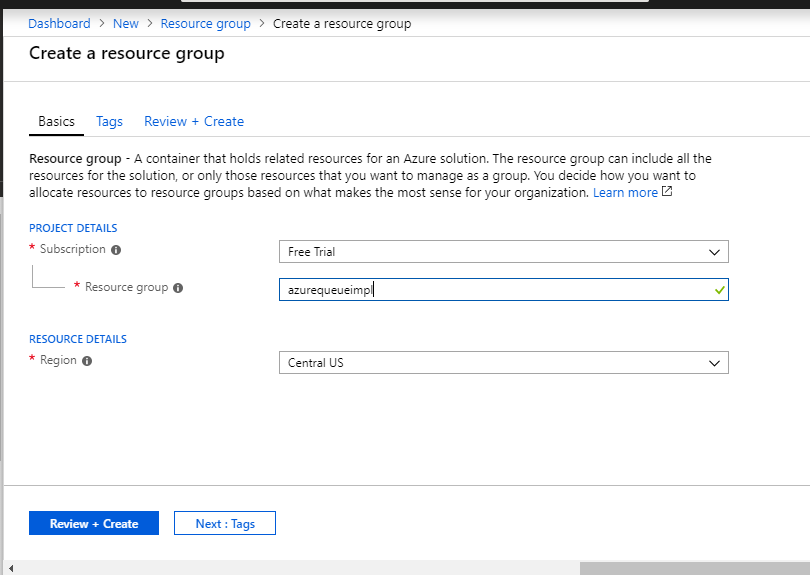 Dashboard > New > Resource group > Create a resource group
Create a resource group
Basics Tags Review + Create
Resource group - A container that holds related resources for an Azure solution. The resource group can include all the
resources for the solution, or only those resources that you want to manage as a group. You decide how you want to
allocate resources to resource groups based on what makes the most sense for your organization. Learn more
PROJECT DETAILS
* Subscription Free Trial
* Resource group azurequeueimpl
RESOURCE DETAILS
* Region Central US
Review + Create Next : Tags